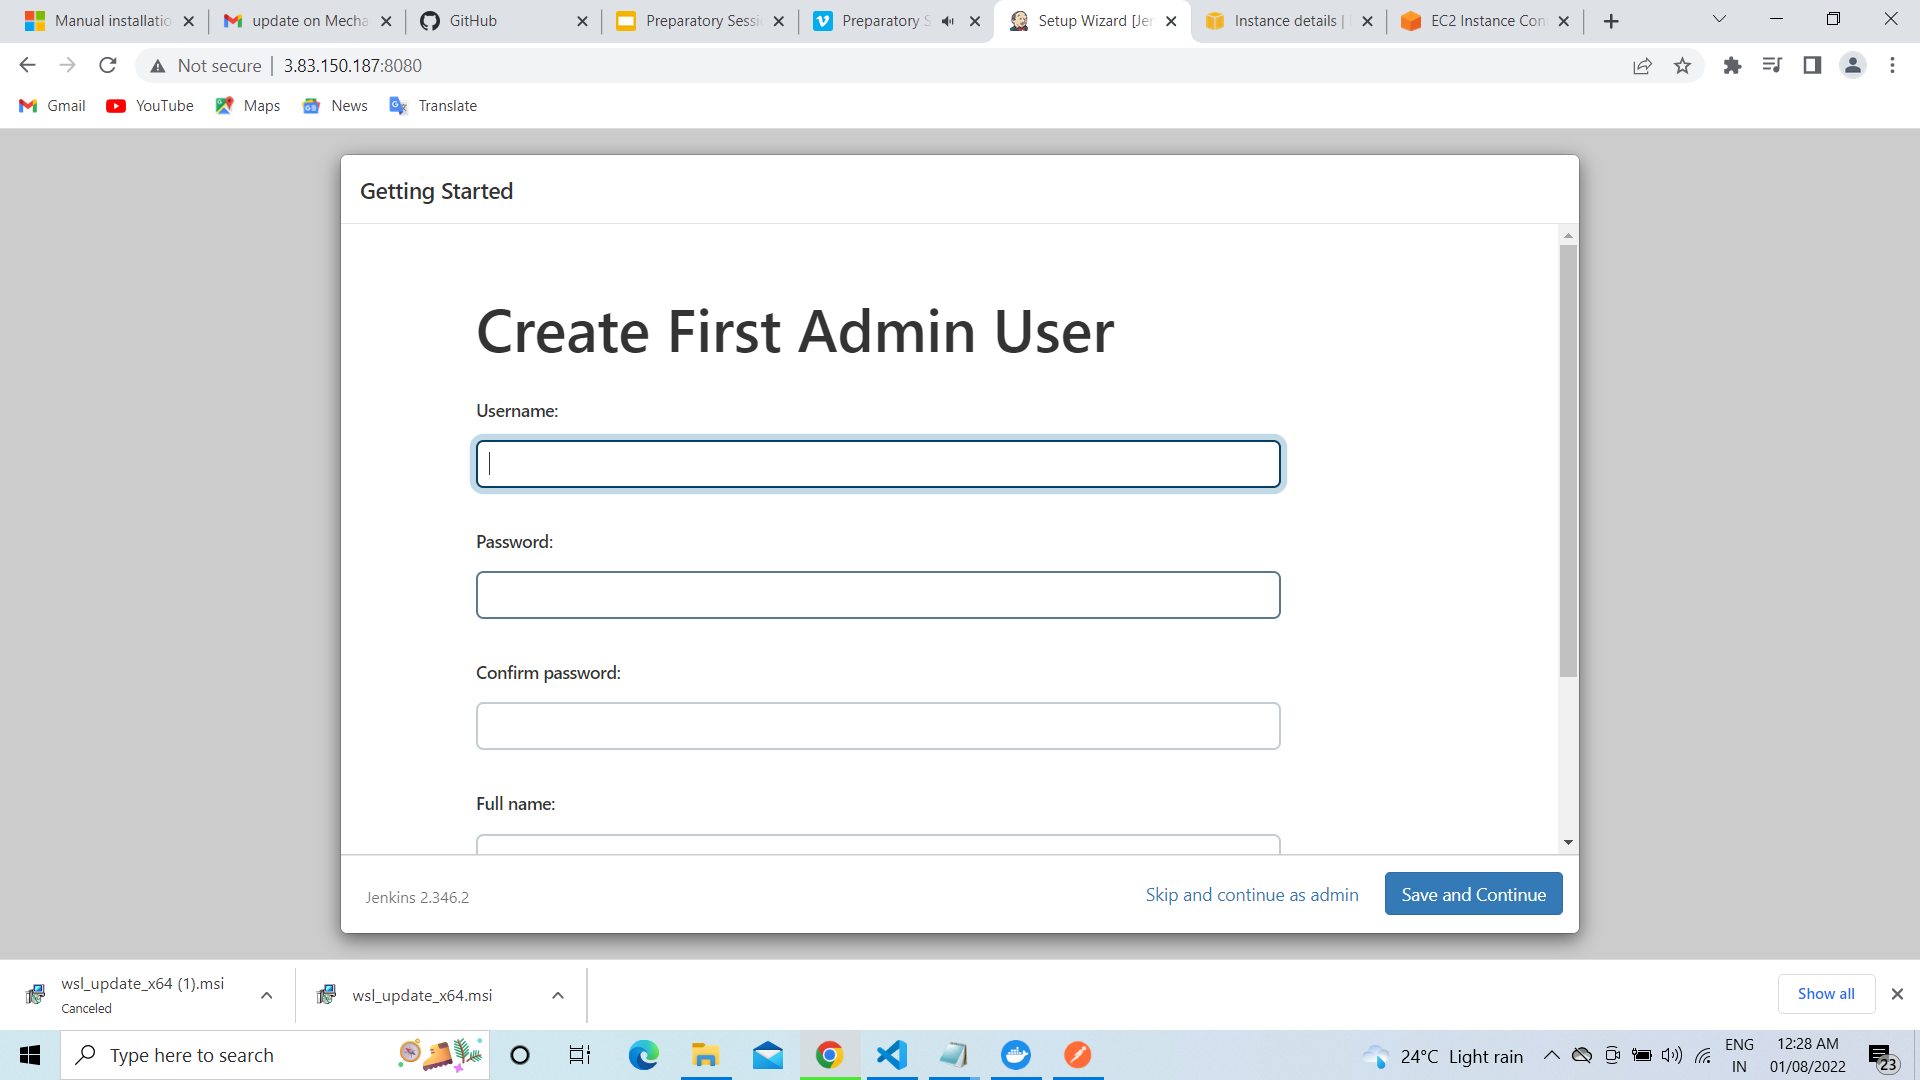 Manual installatio
update on Mecha
GitHub
Preparatory Sessi
Preparatory S
Setup Wizard [Jen
Instance details |
EC2 Instance Con
Not secure
3.83.150.187:8080
Gmail
YouTube
Maps
News
Translate
Getting Started
Create First Admin User
Username:
Password:
Confirm password:
Full name:
Jenkins 2.346.2
Skip and continue as admin
Save and Continue
wsl_update_x64 (1).msi
Canceled
wsl_update_x64.msi
Show all
Type here to search
24°C Light rain
ENG
IN
12:28 AM
01/08/2022
23